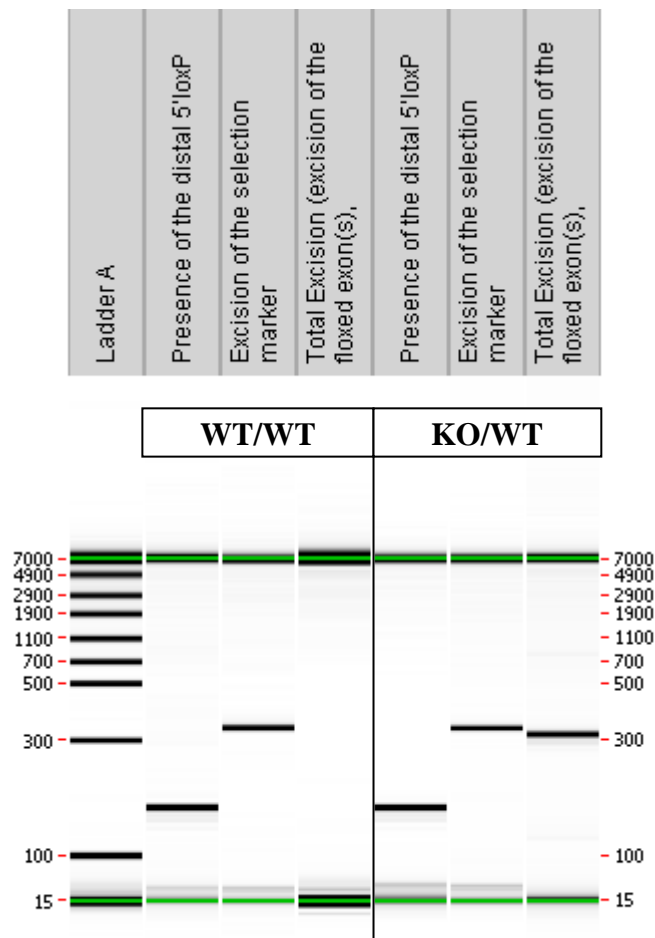 Ladder A
Presence of the distal 5'loxP
Excision of the selection
marker
Total Excision (excision of the
floxed exon(s),
Presence of the distal 5'loxP
Excision of the selection
marker
Total Excision (excision of the
floxed exon(s),
WT/WT
KO/WT
7000
4900
2900
1900
1100
700
500
300
100
15
7000
4900
2900
1900
1100
700
500
300
100
15